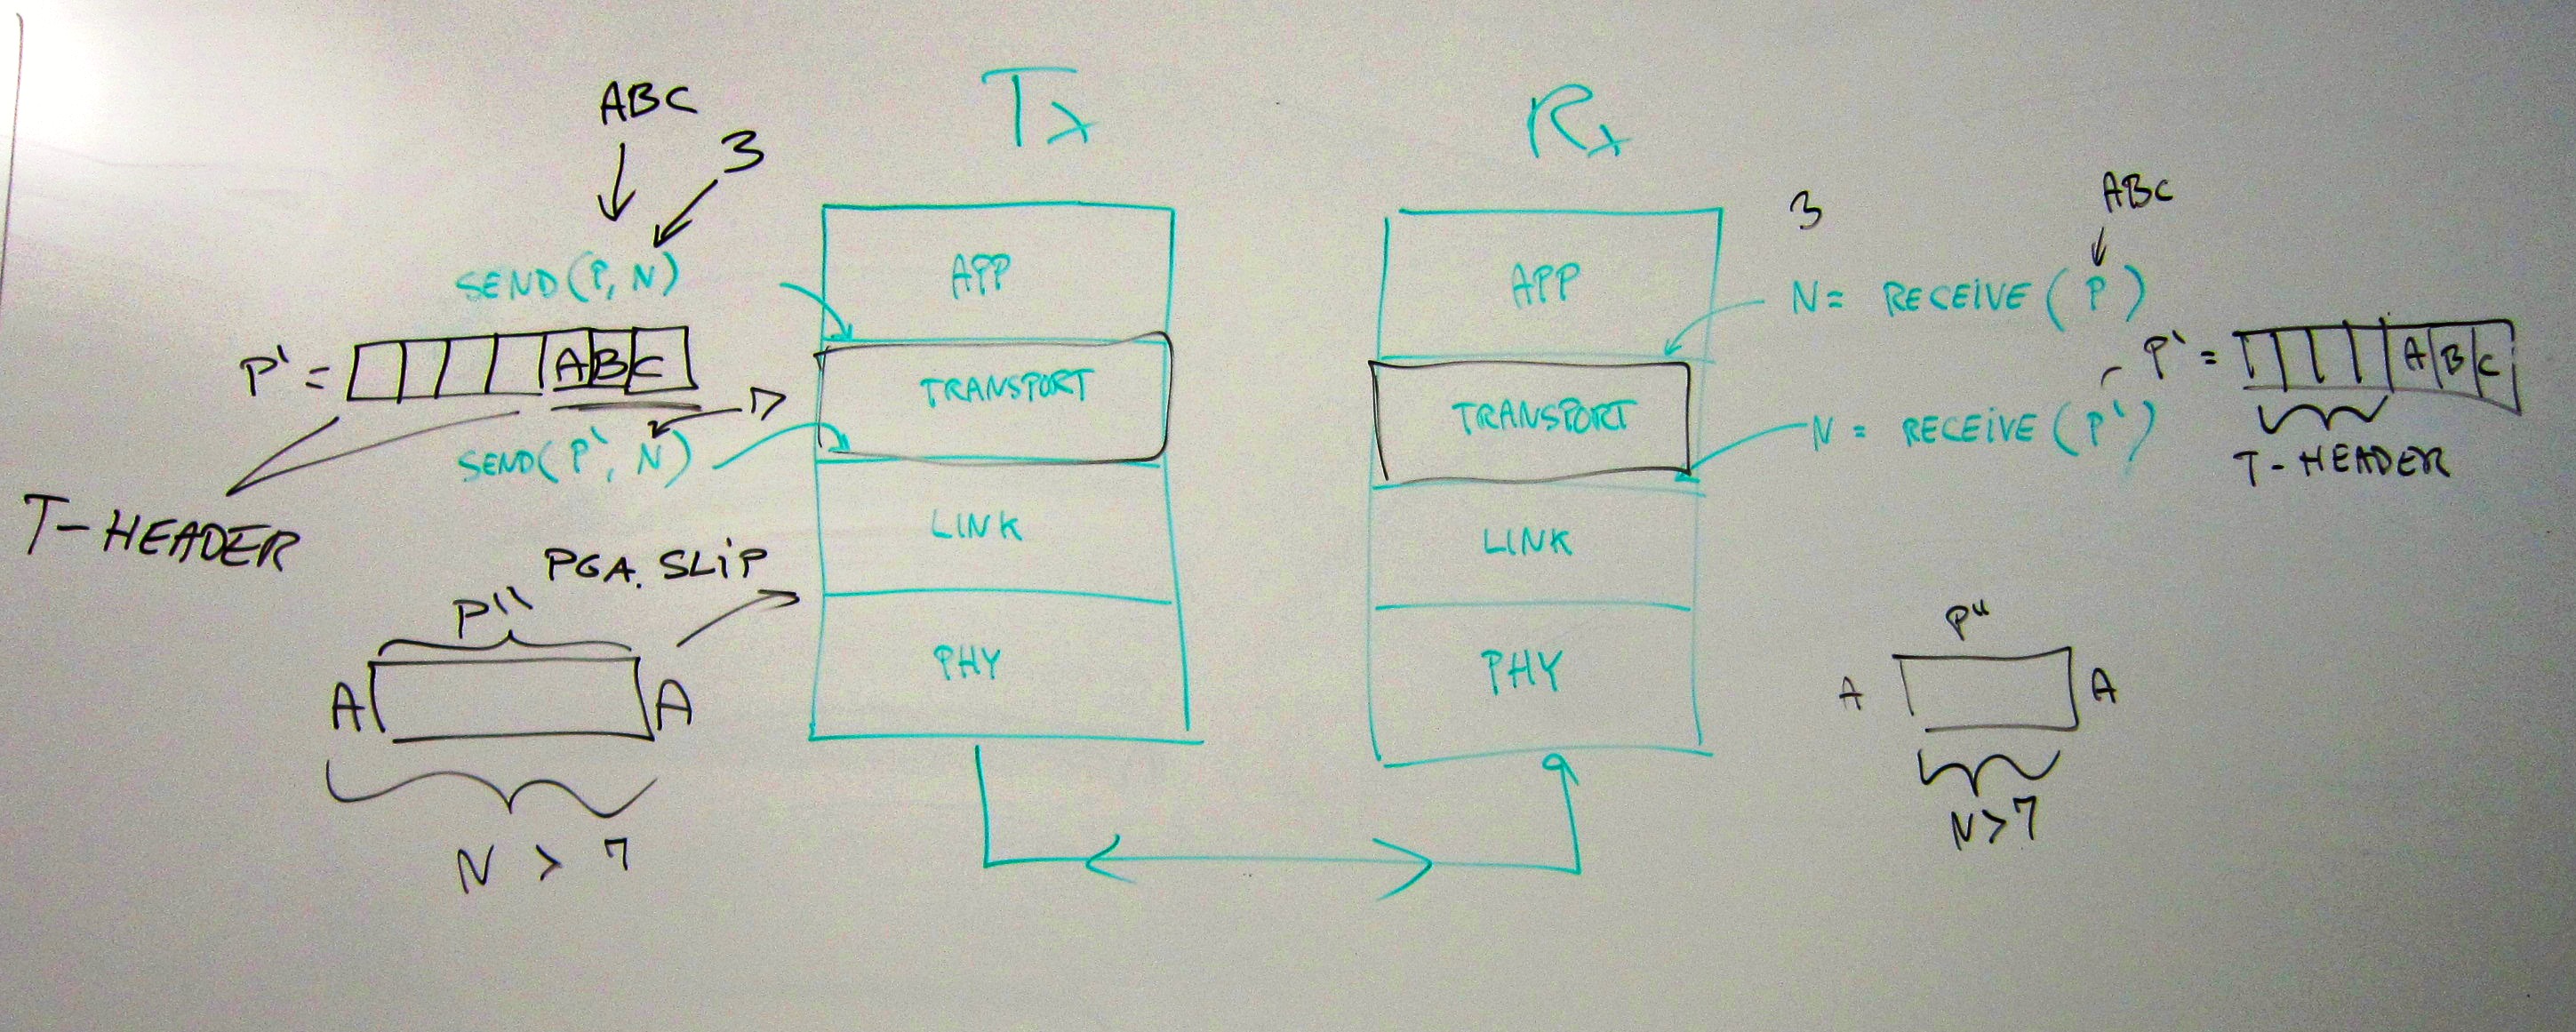 Tx
Rx
ABC
3
SEND(P, N)
P' =
A B C
7
SEND(P', N)
T-HEADER
PGA. SLIP
P''
A
A
N > 7
APP
TRANSPORT
LINK
PHY
APP
TRANSPORT
LINK
PHY
3
ABC
N = RECEIVE (P)
P' =
A B C
N = RECEIVE (P')
T-HEADER
P''
A
A
N>7